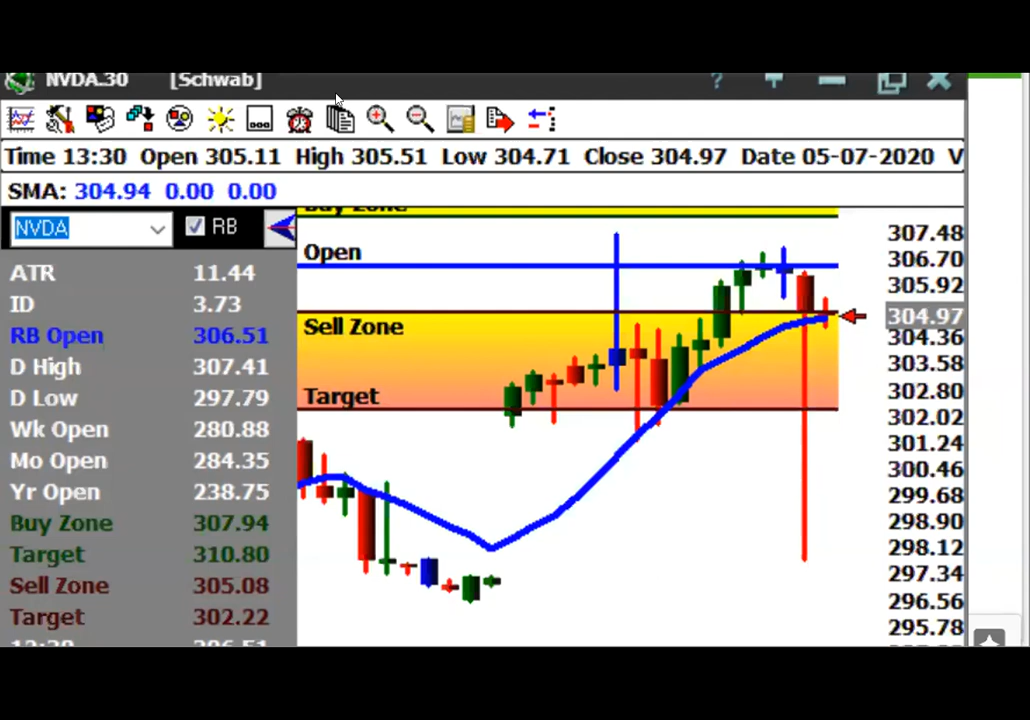 NVDA.30 [Schwab] ?
Time 13:30 Open 305.11 High 305.51 Low 304.71 Close 304.97 Date 05-07-2020 V
SMA: 304.94 0.00 0.00
NVDA RB
ATR 11.44
ID 3.73
RB Open 306.51
D High 307.41
D Low 297.79
Wk Open 280.88
Mo Open 284.35
Yr Open 238.75
Buy Zone 307.94
Target 310.80
Sell Zone 305.08
Target 302.22
Buy Zone
Open
Sell Zone
Target
307.48
306.70
305.92
304.97
304.36
303.58
302.80
302.02
301.24
300.46
299.68
298.90
298.12
297.34
296.56
295.78